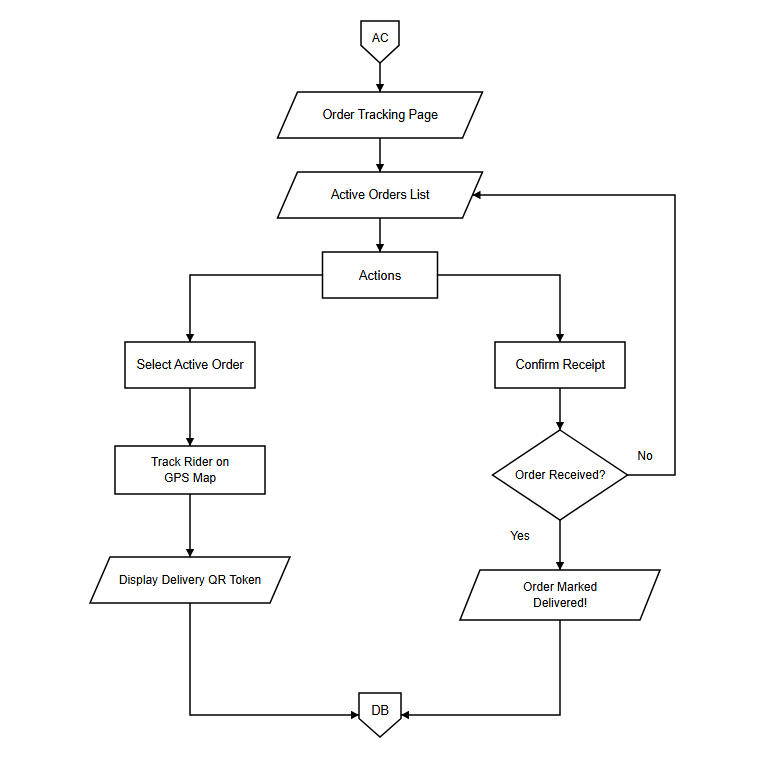 AC
Order Tracking Page
Active Orders List
Actions
Select Active Order
Confirm Receipt
Track Rider on
GPS Map
Order Received?
No
Yes
Display Delivery QR Token
Order Marked
Delivered!
DB